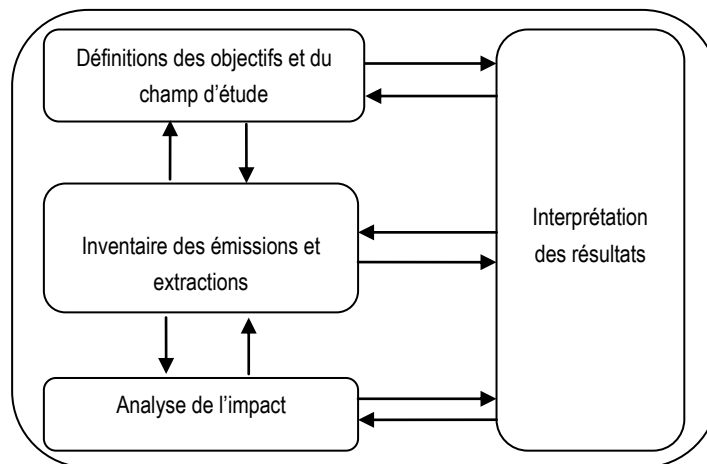 Définitions des objectifs et du
champ d’étude
Inventaire des émissions et
extractions
Analyse de l’impact
Interprétation
des résultats